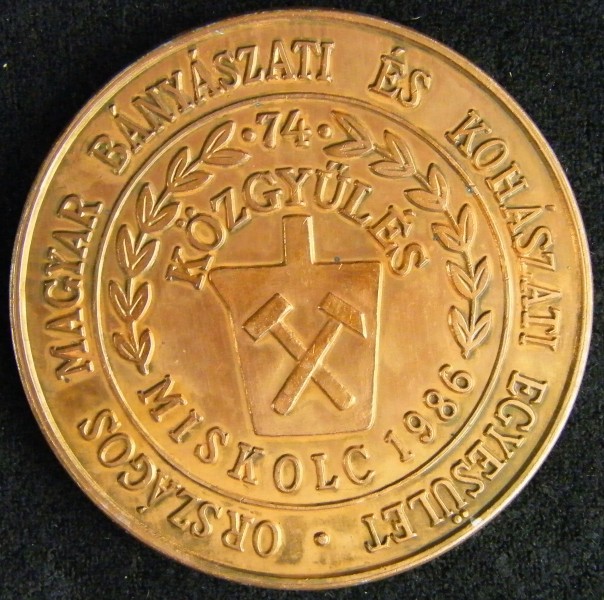 ORSZÁGOS MAGYAR BÁNYÁSZATI ÉS KOHÁSZATI EGYESÜLET ·
· 74 ·
KÖZGYŰLÉS
MISKOLC 1986